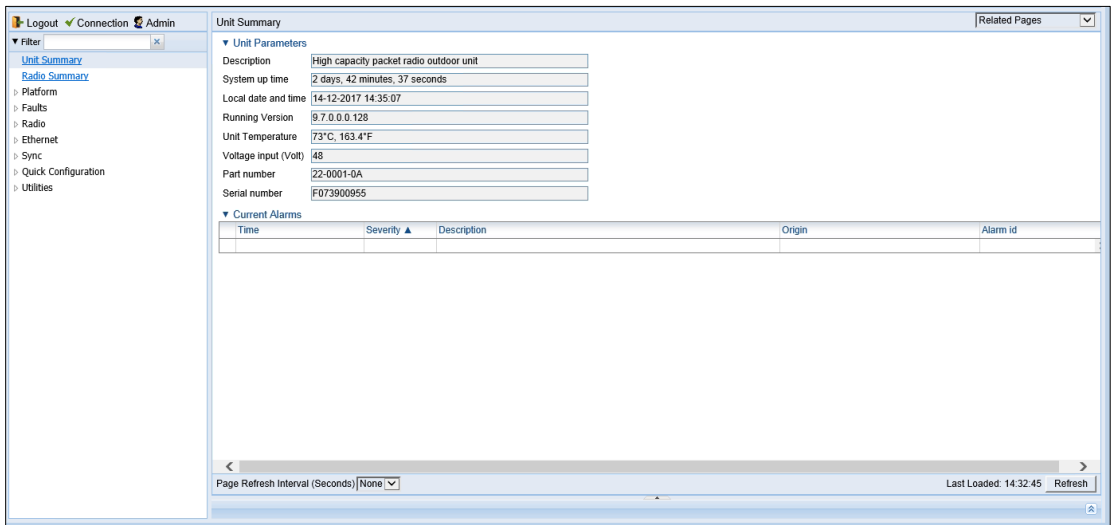 Logout Connection Admin
Filter
Unit Summary
Radio Summary
Platform
Faults
Radio
Ethernet
Sync
Quick Configuration
Utilities
Unit Summary
Related Pages
Unit Parameters
Description High capacity packet radio outdoor unit
System up time 2 days, 42 minutes, 37 seconds
Local date and time 14-12-2017 14:35:07
Running Version 9.7.0.0.0.128
Unit Temperature 73°C, 163.4°F
Voltage input (Volt) 48
Part number 22-0001-0A
Serial number F073900955
Current Alarms
Time Severity ▲ Description Origin Alarm id
Page Refresh Interval (Seconds) None
Last Loaded: 14:32:45 Refresh